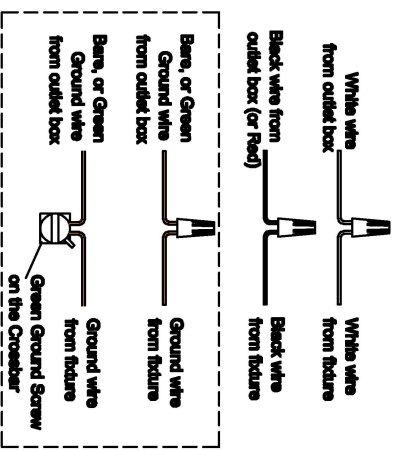 White wire
from outlet box
White wire
from fixture
Black wire from
outlet box (or Red)
Black wire
from fixture
Bare, or Green
Ground wire
from outlet box
Ground wire
from fixture
Bare, or Green
Ground wire
from outlet box
Ground wire
from fixture
Green Ground Screw
on the Crossbar